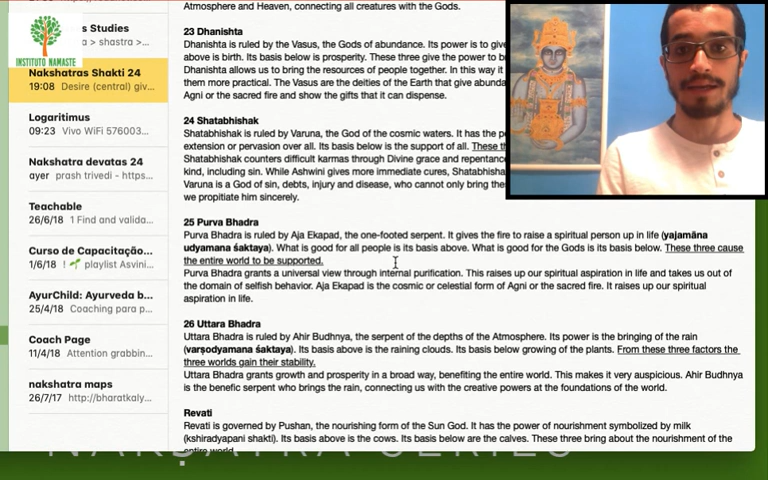 s Studies
a > shastra >...
INSTITUTO NAMASTE
Nakshatras Shakti 24
19:08 Desire (central) giv...
Logaritimus
09:23 Vivo WiFi 576003...
Nakshatra devatas 24
ayer prash trivedi - https...
Teachable
26/6/18 1 Find and valida...
Curso de Capacitação...
1/6/18 ! 🌱 playlist Asvini...
AyurChild: Ayurveda b...
25/4/18 Coaching para p...
Coach Page
11/4/18 Attention grabbin...
nakshatra maps
26/7/17 http://bharatkaly...
Atmosphere and Heaven, connecting all creatures with the Gods.
23 Dhanishta
Dhanishta is ruled by the Vasus, the Gods of abundance. Its power is to give
above is birth. Its basis below is prosperity. These three give the power to b
Dhanishta allows us to bring the resources of people together. In this way it
them more practical. The Vasus are the deities of the Earth that give abunda
Agni or the sacred fire and show the gifts that it can dispense.
24 Shatabhishak
Shatabhishak is ruled by Varuna, the God of the cosmic waters. It has the po
extension or pervasion over all. Its basis below is the support of all. These th
Shatabhishak counters difficult karmas through Divine grace and repentance
kind, including sin. While Ashwini gives more immediate cures, Shatabhisha
Varuna is a God of sin, debts, injury and disease, who cannot only bring the
we propitiate him sincerely.
25 Purva Bhadra
Purva Bhadra is ruled by Aja Ekapad, the one-footed serpent. It gives the fire to raise a spiritual person up in life (yajamāna
udyamana śaktaya). What is good for all people is its basis above. What is good for the Gods is its basis below. These three cause
the entire world to be supported.
Purva Bhadra grants a universal view through internal purification. This raises up our spiritual aspiration in life and takes us out of
the domain of selfish behavior. Aja Ekapad is the cosmic or celestial form of Agni or the sacred fire. It raises up our spiritual
aspiration in life.
26 Uttara Bhadra
Uttara Bhadra is ruled by Ahir Budhnya, the serpent of the depths of the Atmosphere. Its power is the bringing of the rain
(varṣodyamana śaktaya). Its basis above is the raining clouds. Its basis below growing of the plants. From these three factors the
three worlds gain their stability.
Uttara Bhadra grants growth and prosperity in a broad way, benefiting the entire world. This makes it very auspicious. Ahir Budhnya
is the benefic serpent who brings the rain, connecting us with the creative powers at the foundations of the world.
Revati
Revati is governed by Pushan, the nourishing form of the Sun God. It has the power of nourishment symbolized by milk
(kshiradyapani shakti). Its basis above is the cows. Its basis below are the calves. These three bring about the nourishment of the
entire world.